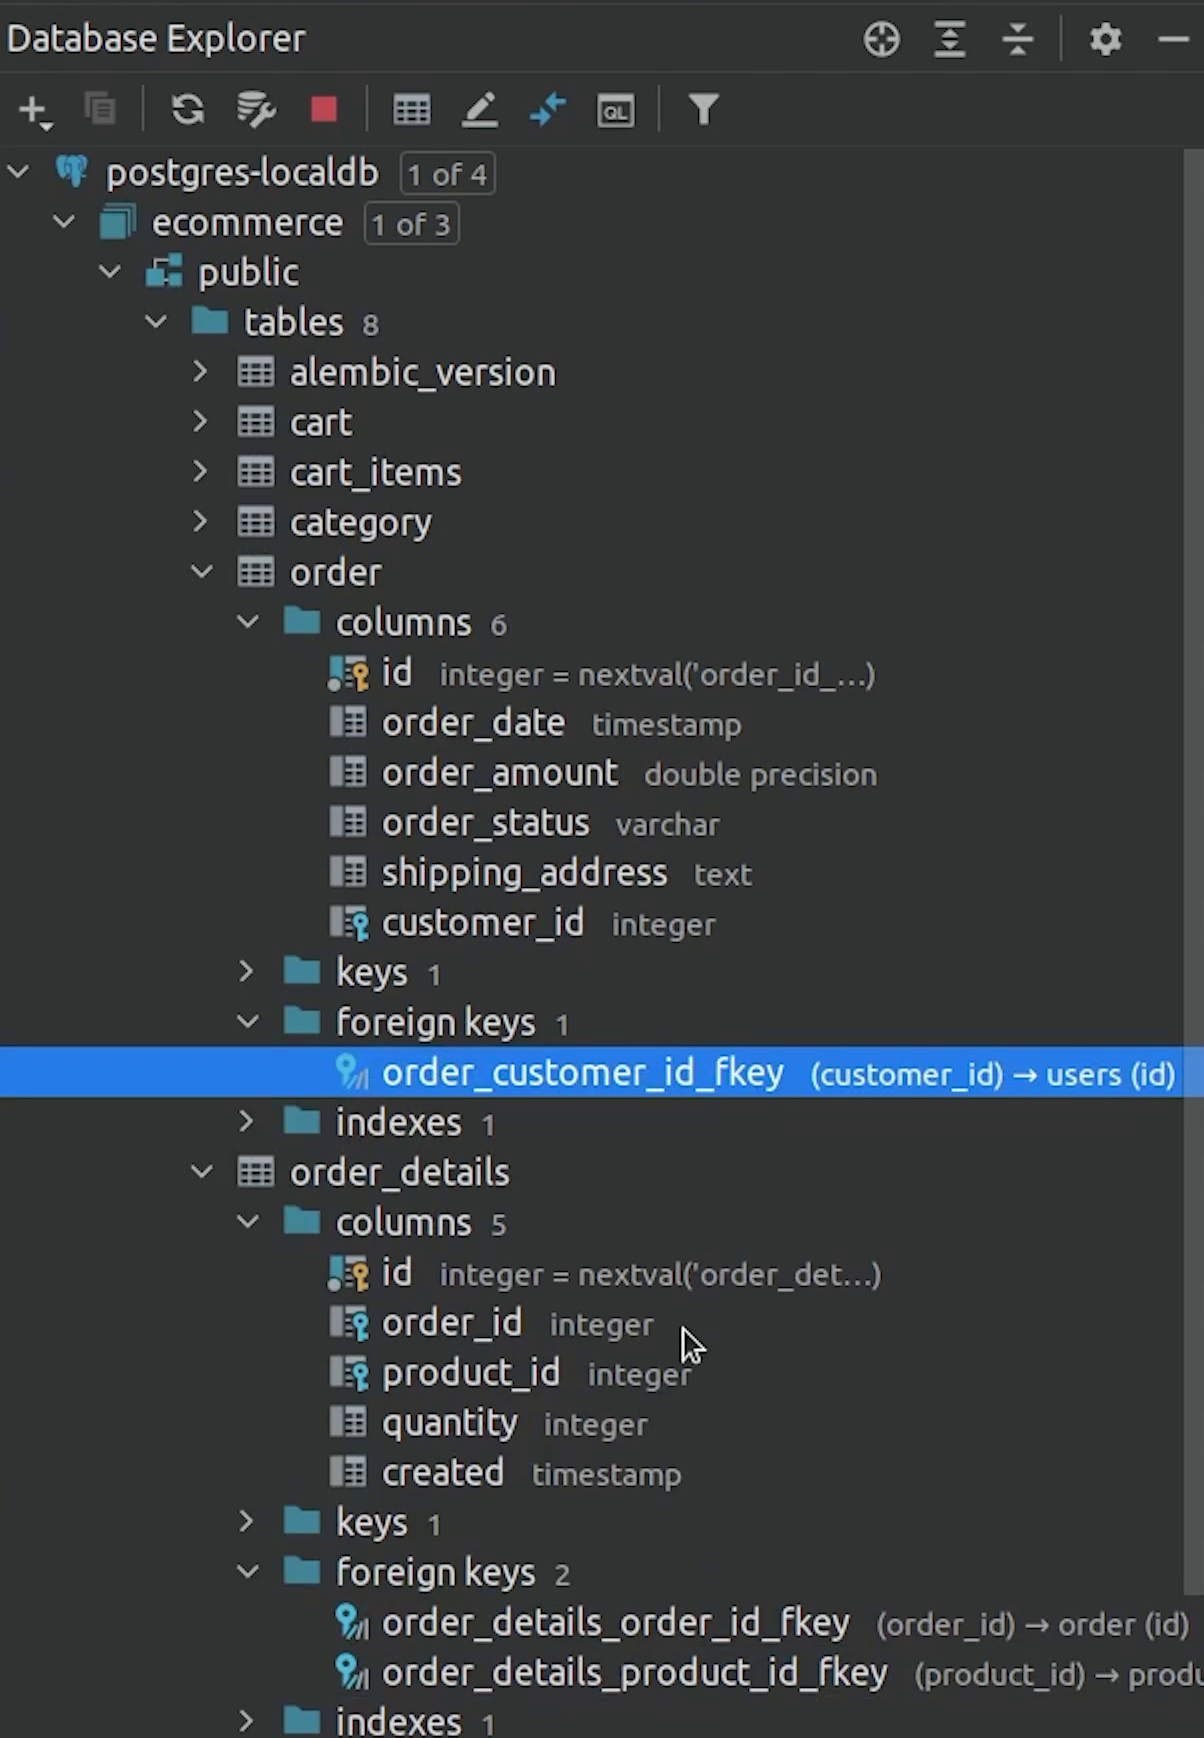 Database Explorer
QL
postgres-localdb 1 of 4
ecommerce 1 of 3
public
tables 8
alembic_version
cart
cart_items
category
order
columns 6
id integer = nextval('order_id_...)
order_date timestamp
order_amount double precision
order_status varchar
shipping_address text
customer_id integer
keys 1
foreign keys 1
order_customer_id_fkey (customer_id) → users (id)
indexes 1
order_details
columns 5
id integer = nextval('order_det...)
order_id integer
product_id integer
quantity integer
created timestamp
keys 1
foreign keys 2
order_details_order_id_fkey (order_id) → order (id)
order_details_product_id_fkey (product_id) → produ
indexes 1